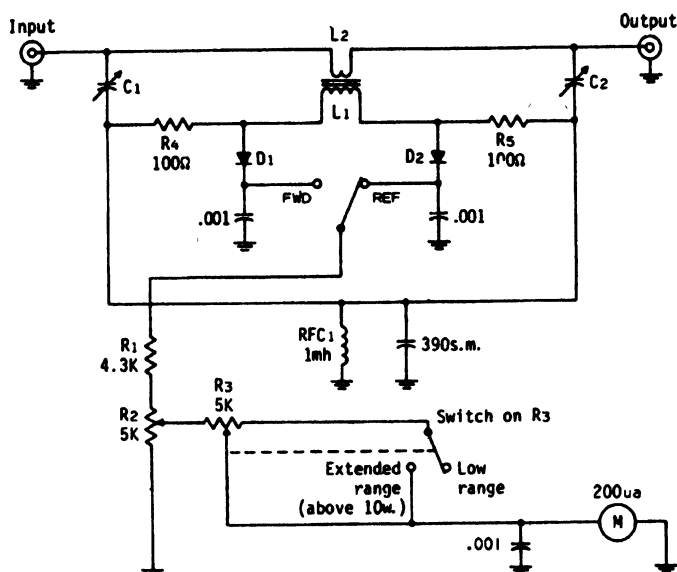 Input
Output
L2
C1
C2
L1
R4
100Ω
R5
100Ω
D1
D2
FWD
REF
.001
.001
R1
4.3K
RFC1
1mh
390s.m.
R3
5K
R2
5K
Switch on R3
Extended
range
(above 10w.)
Low
range
200ua
M
.001